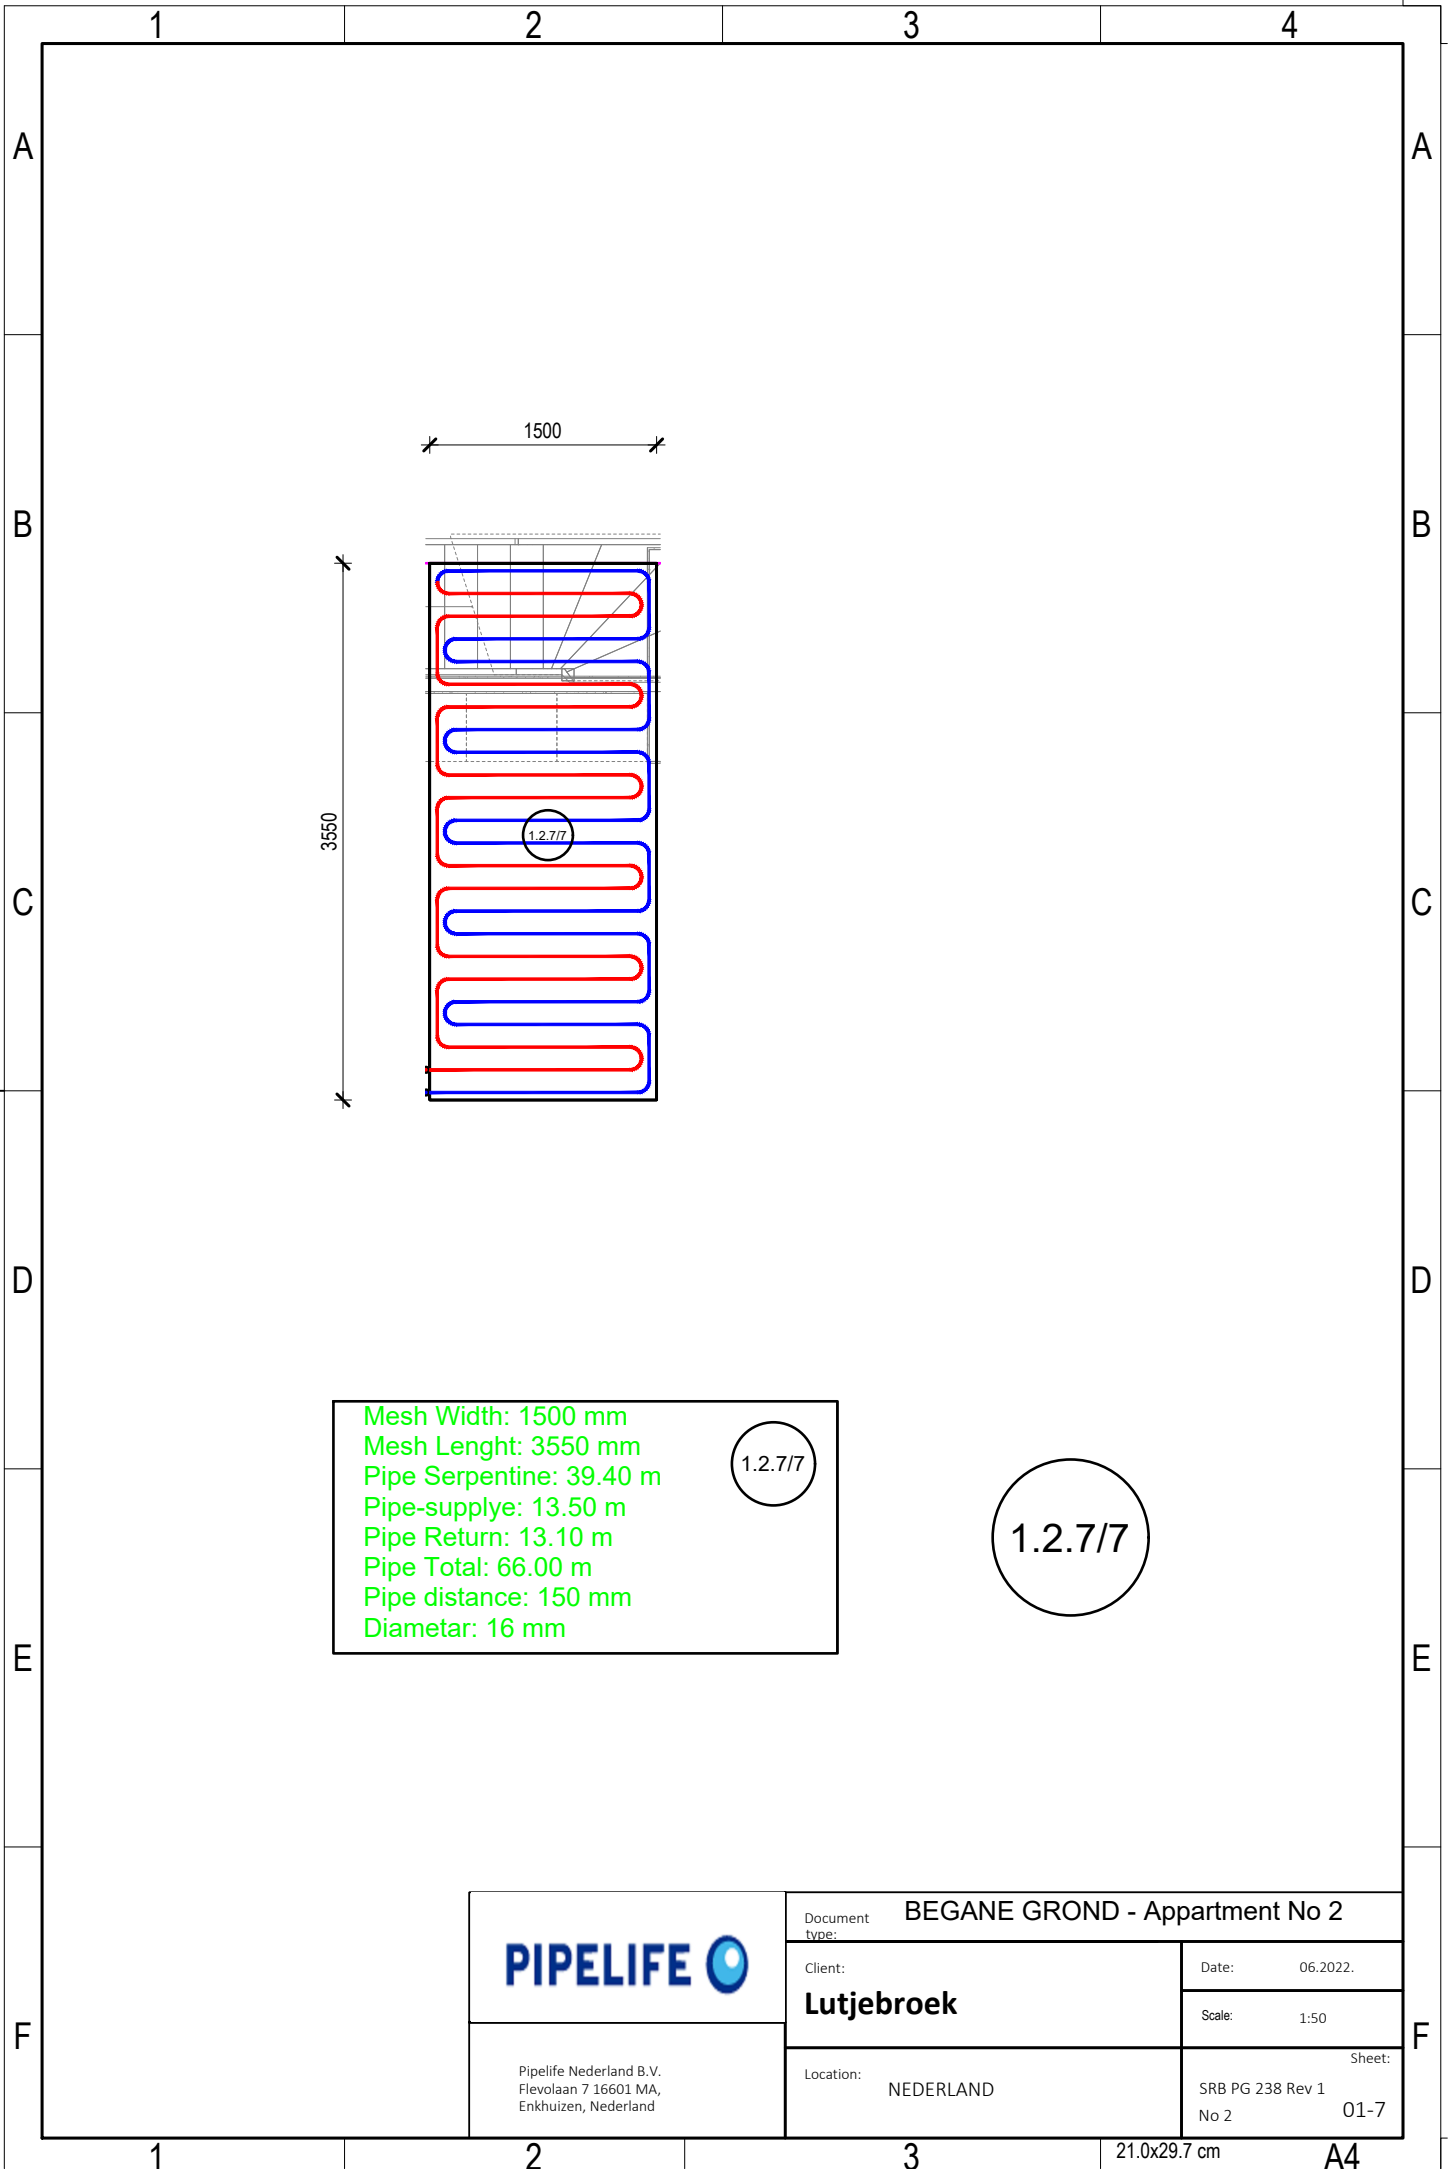 1 2 3 4
A A
1500
B B
3550
1.2.7/7
C C
D D
Mesh Width: 1500 mm
Mesh Lenght: 3550 mm
Pipe Serpentine: 39.40 m
Pipe-supplye: 13.50 m
Pipe Return: 13.10 m
Pipe Total: 66.00 m
Pipe distance: 150 mm
Diametar: 16 mm
1.2.7/7
1.2.7/7
E E
PIPELIFE
Document type: BEGANE GROND - Appartment No 2
Client:
Lutjebroek
Date: 06.2022.
Scale: 1:50
F F
Pipelife Nederland B.V.
Flevolaan 7 16601 MA,
Enkhuizen, Nederland
Location: NEDERLAND
Sheet:
SRB PG 238 Rev 1
No 2 01-7
1 2 3 21.0x29.7 cm A4